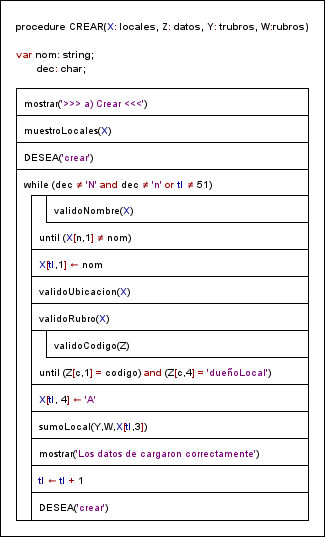 procedure CREAR(X: locales, Z: datos, Y: trubros, W:rubros)
var nom: string;
dec: char;
mostrar('>>> a) Crear <<<')
muestroLocales(X)
DESEA('crear')
while (dec ≠ 'N' and dec ≠ 'n' or tl ≠ 51)
validoNombre(X)
until (X[n,1] ≠ nom)
X[tl,1] ← nom
validoUbicacion(X)
validoRubro(X)
validoCodigo(Z)
until (Z[c,1] = codigo) and (Z[c,4] = 'dueñoLocal')
X[tl, 4] ← 'A'
sumoLocal(Y,W,X[tl,3])
mostrar('Los datos de cargaron correctamente')
tl ← tl + 1
DESEA('crear')